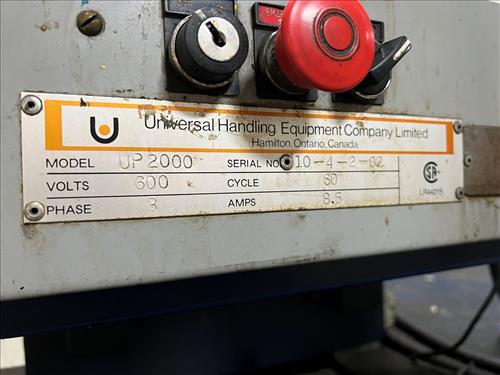 Universal Handling Equipment Company Limited
Hamilton, Ontario, Canada
MODEL UP 2000 SERIAL NO 10-4-2-02
VOLTS 600 CYCLE 60
PHASE 3 AMPS 8.5
LR44215